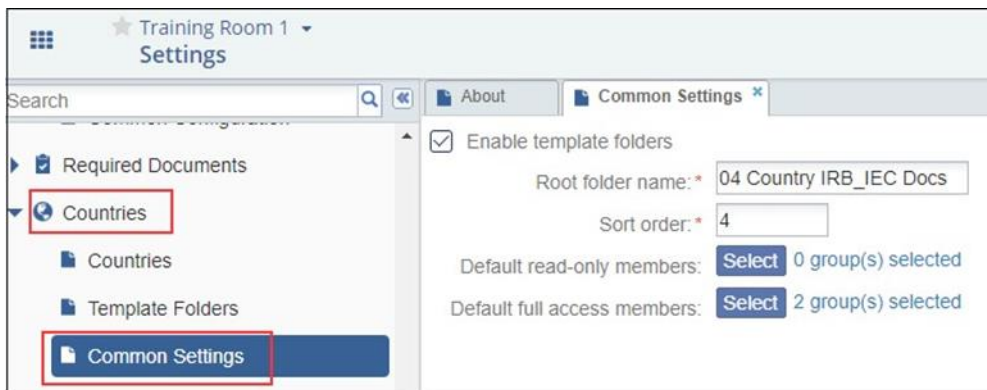 Training Room 1
Settings
Search
Required Documents
Countries
Countries
Template Folders
Common Settings
About
Common Settings
Enable template folders
Root folder name:* 04 Country IRB_IEC Docs
Sort order:* 4
Default read-only members: Select 0 group(s) selected
Default full access members: Select 2 group(s) selected